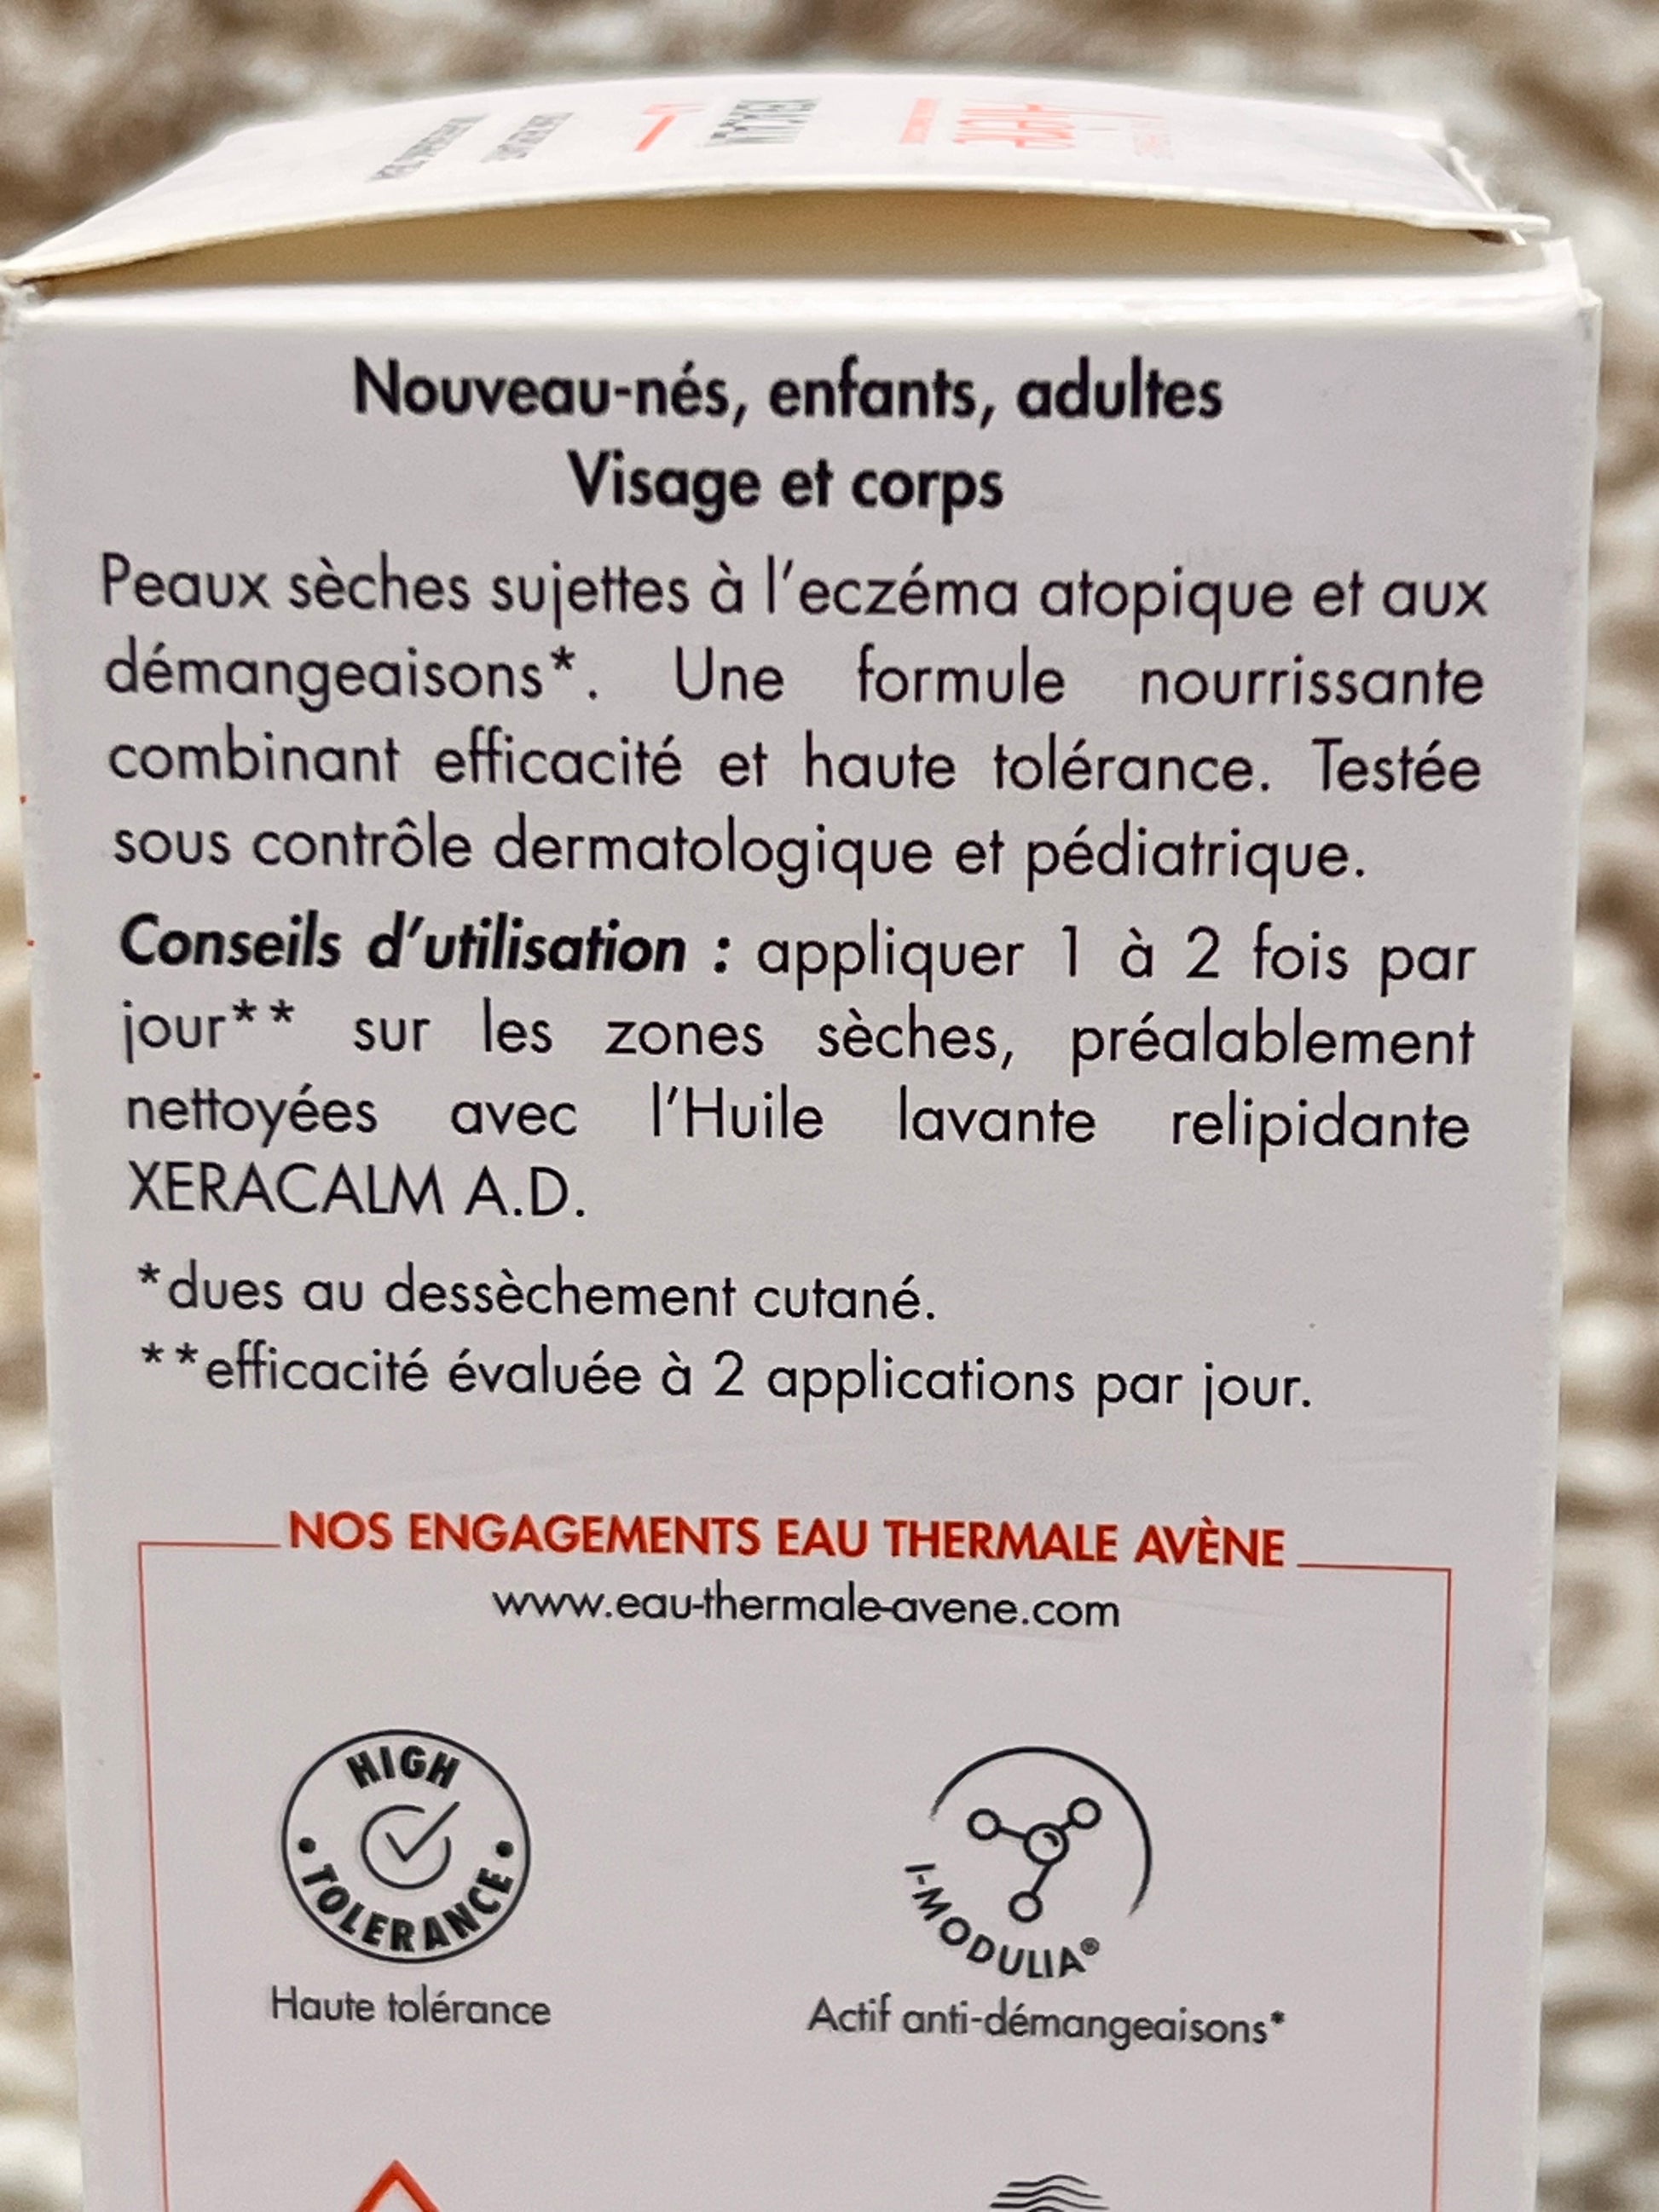 Nouveau-nés, enfants, adultes
Visage et corps
Peaux sèches sujettes à l'eczéma atopique et aux
démangeaisons*. Une formule nourrissante
combinant efficacité et haute tolérance. Testée
sous contrôle dermatologique et pédiatrique.
Conseils d'utilisation : appliquer 1 à 2 fois par
jour** sur les zones sèches, préalablement
nettoyées avec l'Huile lavante relipidante
XERACALM A.D.
*dues au dessèchement cutané.
**efficacité évaluée à 2 applications par jour.
NOS ENGAGEMENTS EAU THERMALE AVÈNE
www.eau-thermale-avene.com
HIGH
TOLERANCE
Haute tolérance
I-MODULIA®
Actif anti-démangeaisons*